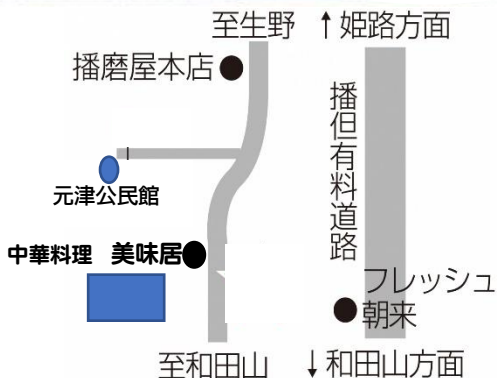 至生野 ↑姫路方面
播磨屋本店
播但有料道路
元津公民館
中華料理 美味居
フレッシュ
朝来
至和田山 ↓和田山方面